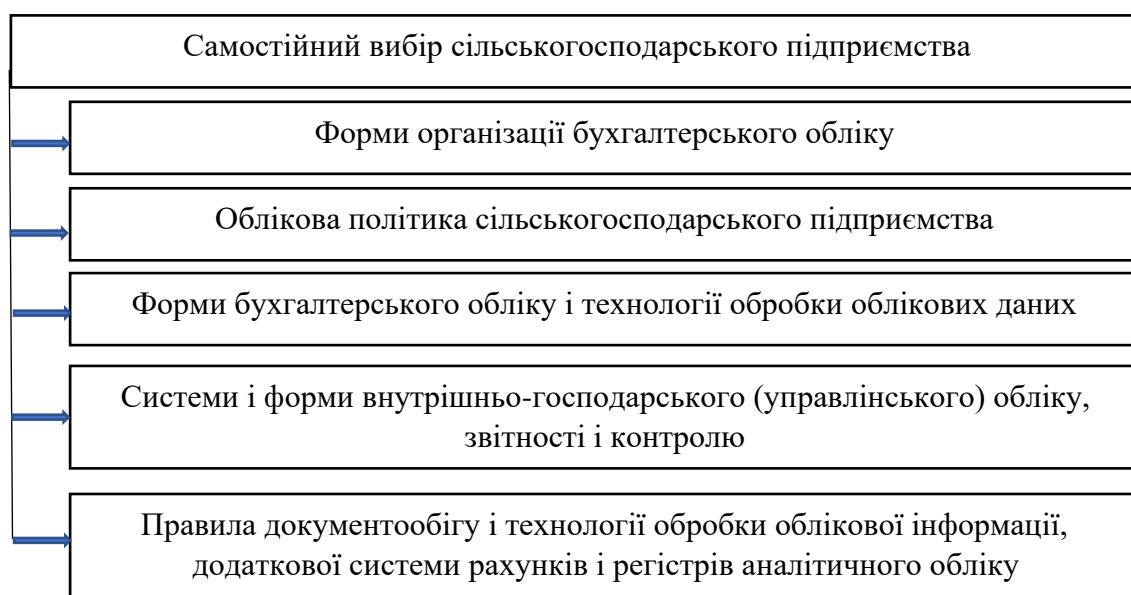 Самостійний вибір сільськогосподарського підприємства
Форми організації бухгалтерського обліку
Облікова політика сільськогосподарського підприємства
Форми бухгалтерського обліку і технології обробки облікових даних
Системи і форми внутрішньо-господарського (управлінського) обліку,
звітності і контролю
Правила документообігу і технології обробки облікової інформації,
додаткової системи рахунків і регістрів аналітичного обліку